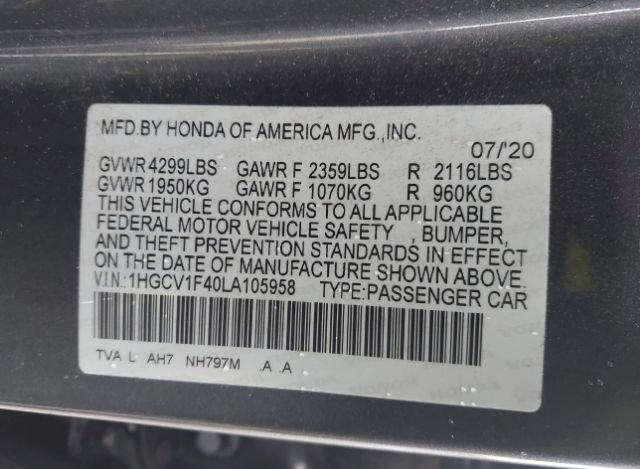 MFD.BY HONDA OF AMERICA MFG.,INC. 07/'20
GVWR 4299LBS GAWR F 2359LBS R 2116LBS
GVWR 1950KG GAWR F 1070KG R 960KG
THIS VEHICLE CONFORMS TO ALL APPLICABLE
FEDERAL MOTOR VEHICLE SAFETY , BUMPER,
AND THEFT PREVENTION STANDARDS IN EFFECT
ON THE DATE OF MANUFACTURE SHOWN ABOVE.
V.I.N.: 1HGCV1F40LA105958 TYPE:PASSENGER CAR
TVA L AH7 NH797M .A .A